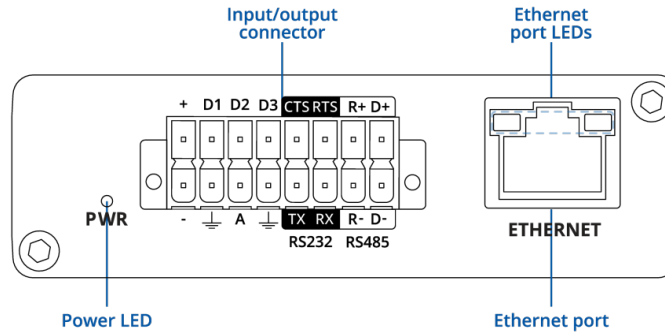 Input/output
connector
Ethernet
port LEDs
+ D1 D2 D3 CTS RTS R+ D+
PWR
- A TX RX R- D-
RS232 RS485
ETHERNET
Power LED
Ethernet port